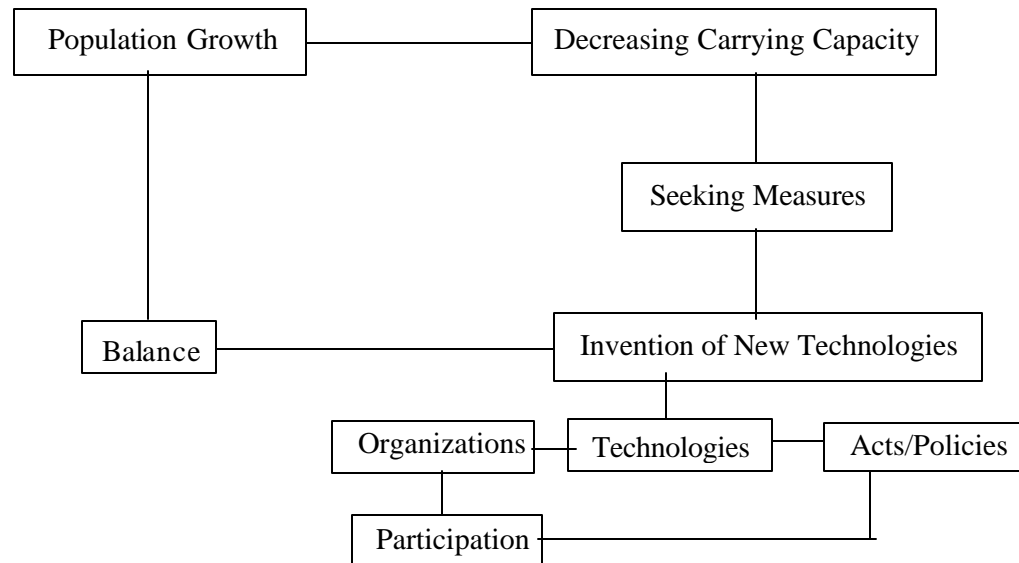 Population Growth
Decreasing Carrying Capacity
Seeking Measures
Balance
Invention of New Technologies
Organizations
Technologies
Acts/Policies
Participation